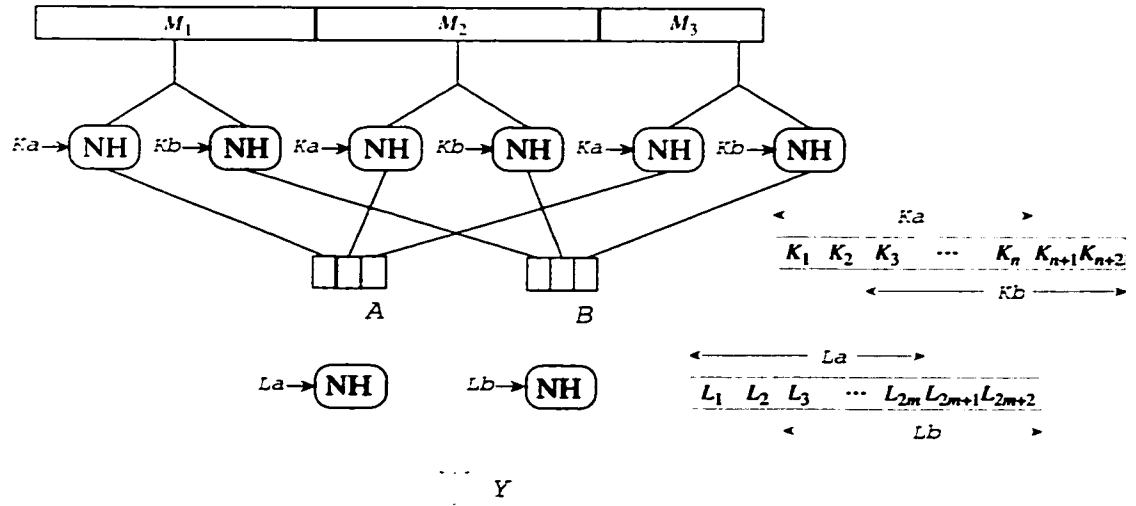 M₁ M₂ M₃
Ka NH Kb NH Ka NH Kb NH Ka NH Kb NH
Ka
K₁ K₂ K₃ ··· Kₙ Kₙ₊₁ Kₙ₊₂
Kb
A B
La NH Lb NH
La
L₁ L₂ L₃ ··· L₂ₘ L₂ₘ₊₁ L₂ₘ₊₂
Lb
Y